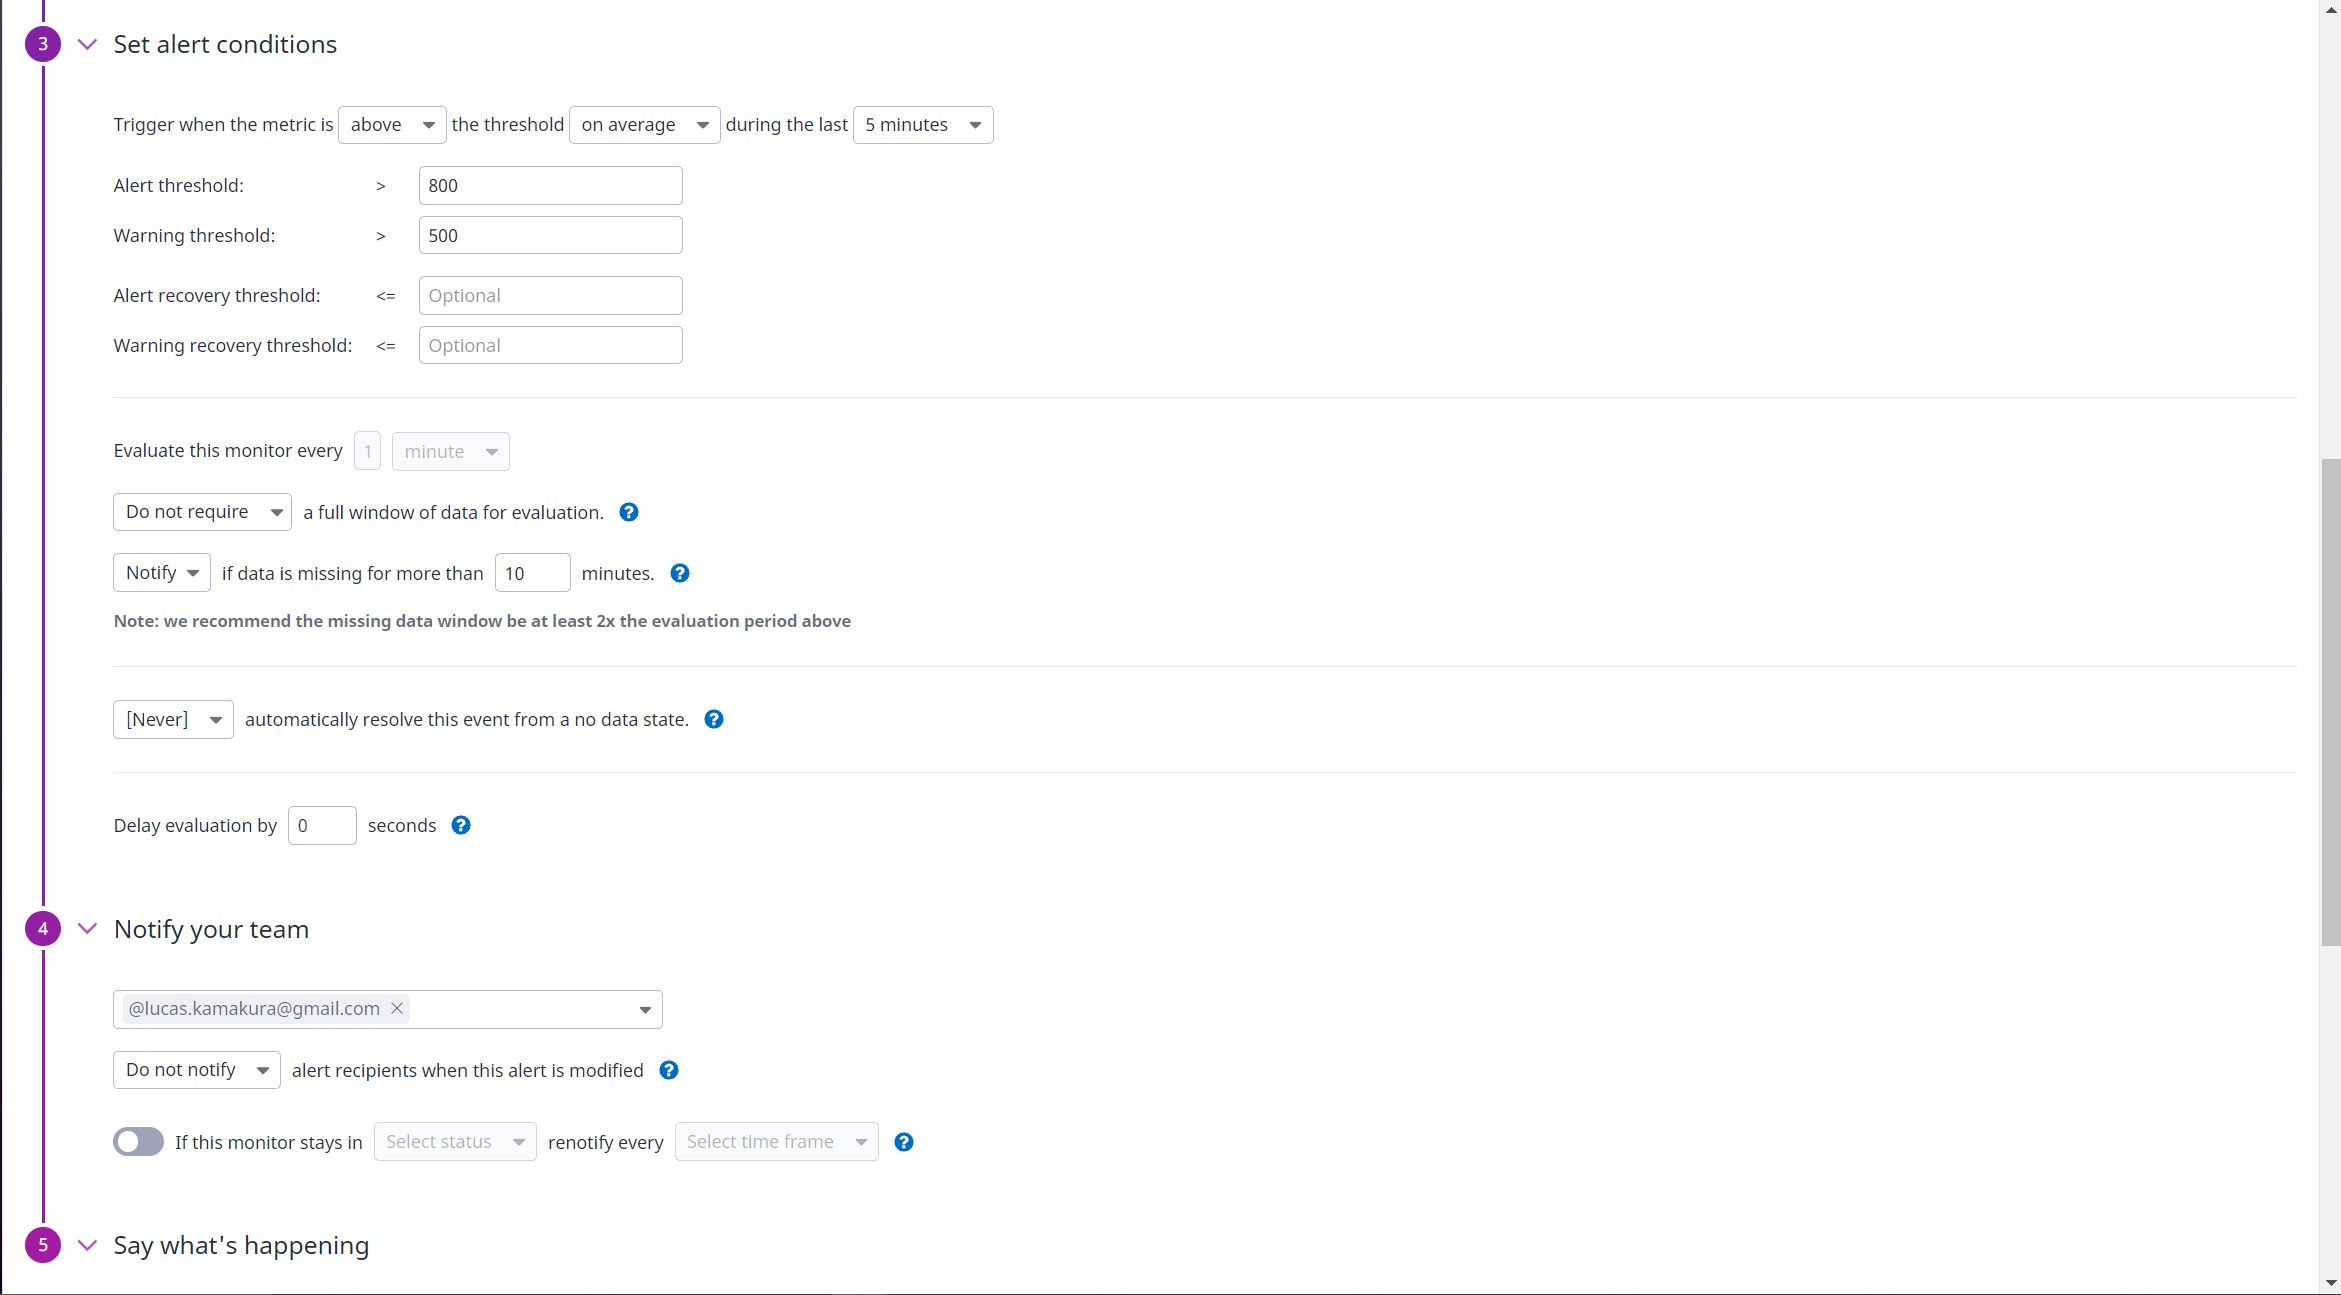 3 Set alert conditions
Trigger when the metric is above the threshold on average during the last 5 minutes
Alert threshold: > 800
Warning threshold: > 500
Alert recovery threshold: <= Optional
Warning recovery threshold: <= Optional
Evaluate this monitor every 1 minute
Do not require a full window of data for evaluation. ?
Notify if data is missing for more than 10 minutes. ?
Note: we recommend the missing data window be at least 2x the evaluation period above
[Never] automatically resolve this event from a no data state. ?
Delay evaluation by 0 seconds ?
4 Notify your team
@lucas.kamakura@gmail.com ×
Do not notify alert recipients when this alert is modified ?
If this monitor stays in Select status renotify every Select time frame ?
5 Say what's happening